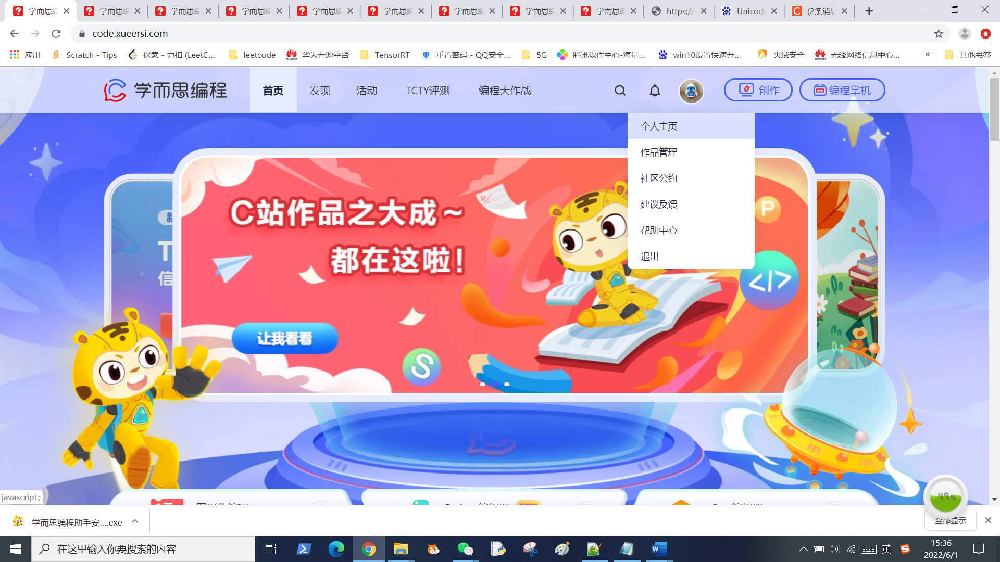 学而思编
学而思编
学而思编
学而思编
学而思编
学而思编
学而思编
学而思编
学而思编
https://
Unicod
(2条消息
code.xueersi.com
应用
Scratch - Tips
探索 - 力扣 (LeetC...
leetcode
华为开源平台
TensorRT
重置密码 - QQ安全...
5G
腾讯软件中心-海量...
win10设置快速开...
火绒安全
无线网络信息中心...
»
其他书签
学而思编程
首页
发现
活动
TCTY评测
编程大作战
创作
编程掌机
个人主页
作品管理
社区公约
建议反馈
帮助中心
退出
C站作品之大成~
都在这啦!
让我看看
P
</>
S
新
T
信
49%
javascript:;
学而思编程助手安....exe
全部显示
在这里输入你要搜索的内容
英
15:36
2022/6/1